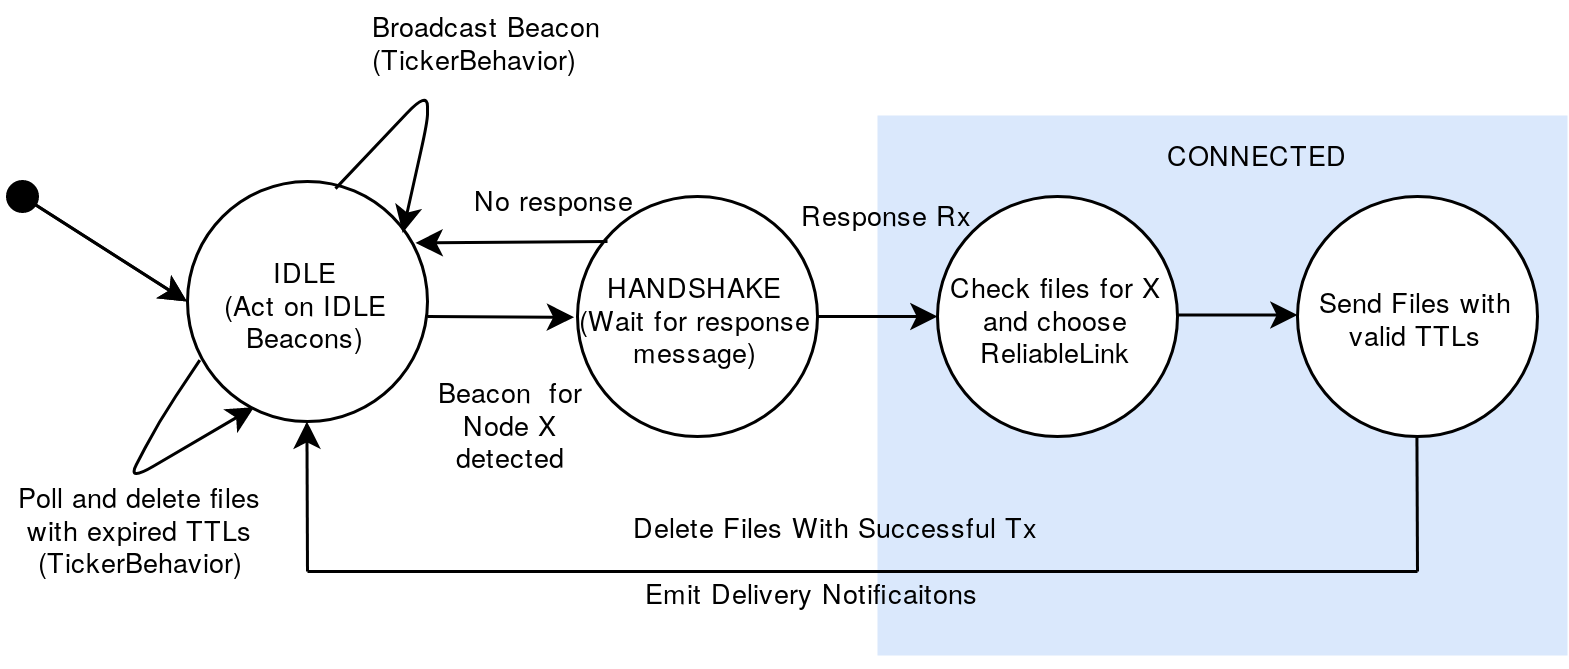 Broadcast Beacon
(TickerBehavior)
CONNECTED
No response
Response Rx
IDLE
(Act on IDLE
Beacons)
HANDSHAKE
(Wait for response
message)
Check files for X
and choose
ReliableLink
Send Files with
valid TTLs
Beacon  for
Node X
detected
Poll and delete files
with expired TTLs
(TickerBehavior)
Delete Files With Successful Tx
Emit Delivery Notificaitons